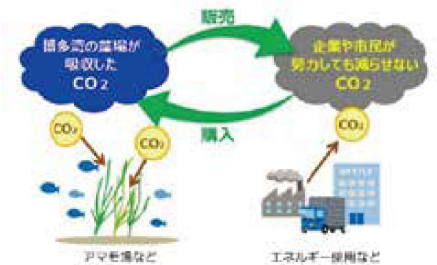 販売
博多湾の藻場が
吸収した
CO2
企業や市民が
努力しても減らせない
CO2
購入
CO2
CO2
CO2
アマモ場など
エネルギー使用など